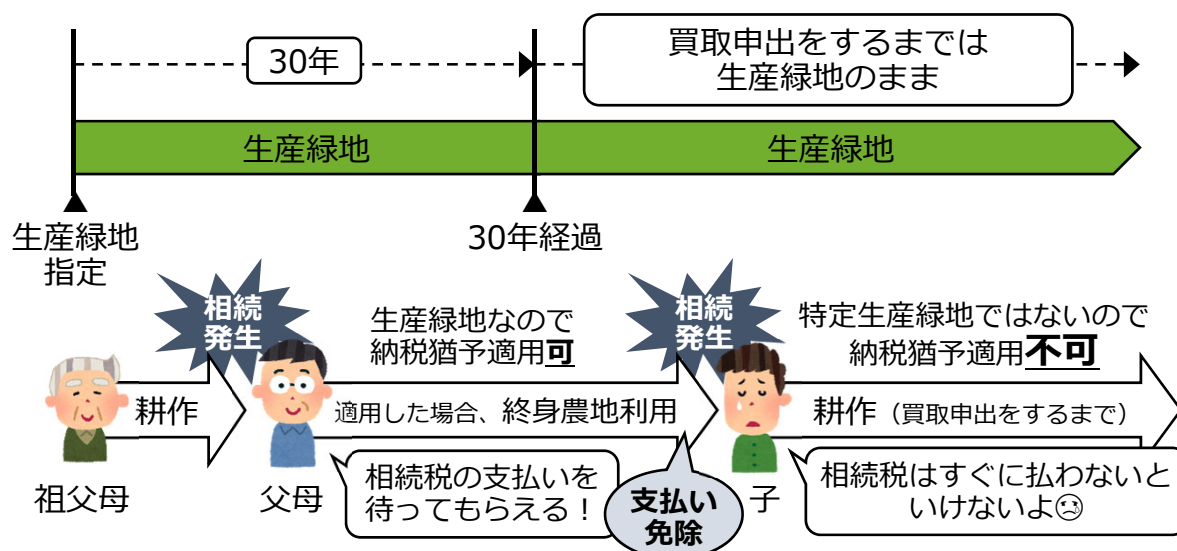 30年
買取申出をするまでは
生産緑地のまま
生産緑地
生産緑地
生産緑地
指定
30年経過
相続
発生
相続
発生
生産緑地なので
納税猶予適用可
特定生産緑地ではないので
納税猶予適用不可
耕作
適用した場合、終身農地利用
耕作（買取申出をするまで）
祖父母
父母
子
相続税の支払いを
待ってもらえる！
支払い
免除
相続税はすぐに払わないと
いけないよ😢